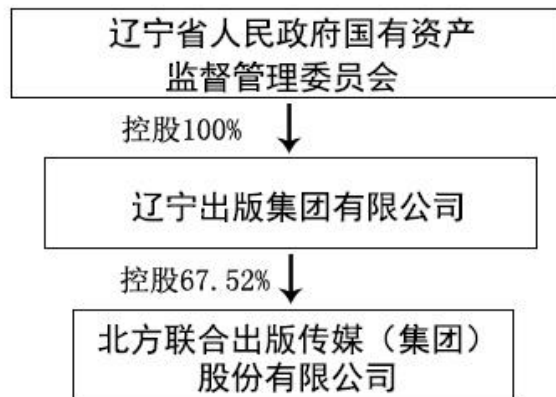 辽宁省人民政府国有资产
监督管理委员会
控股100%
辽宁出版集团有限公司
控股67.52%
北方联合出版传媒（集团）
股份有限公司